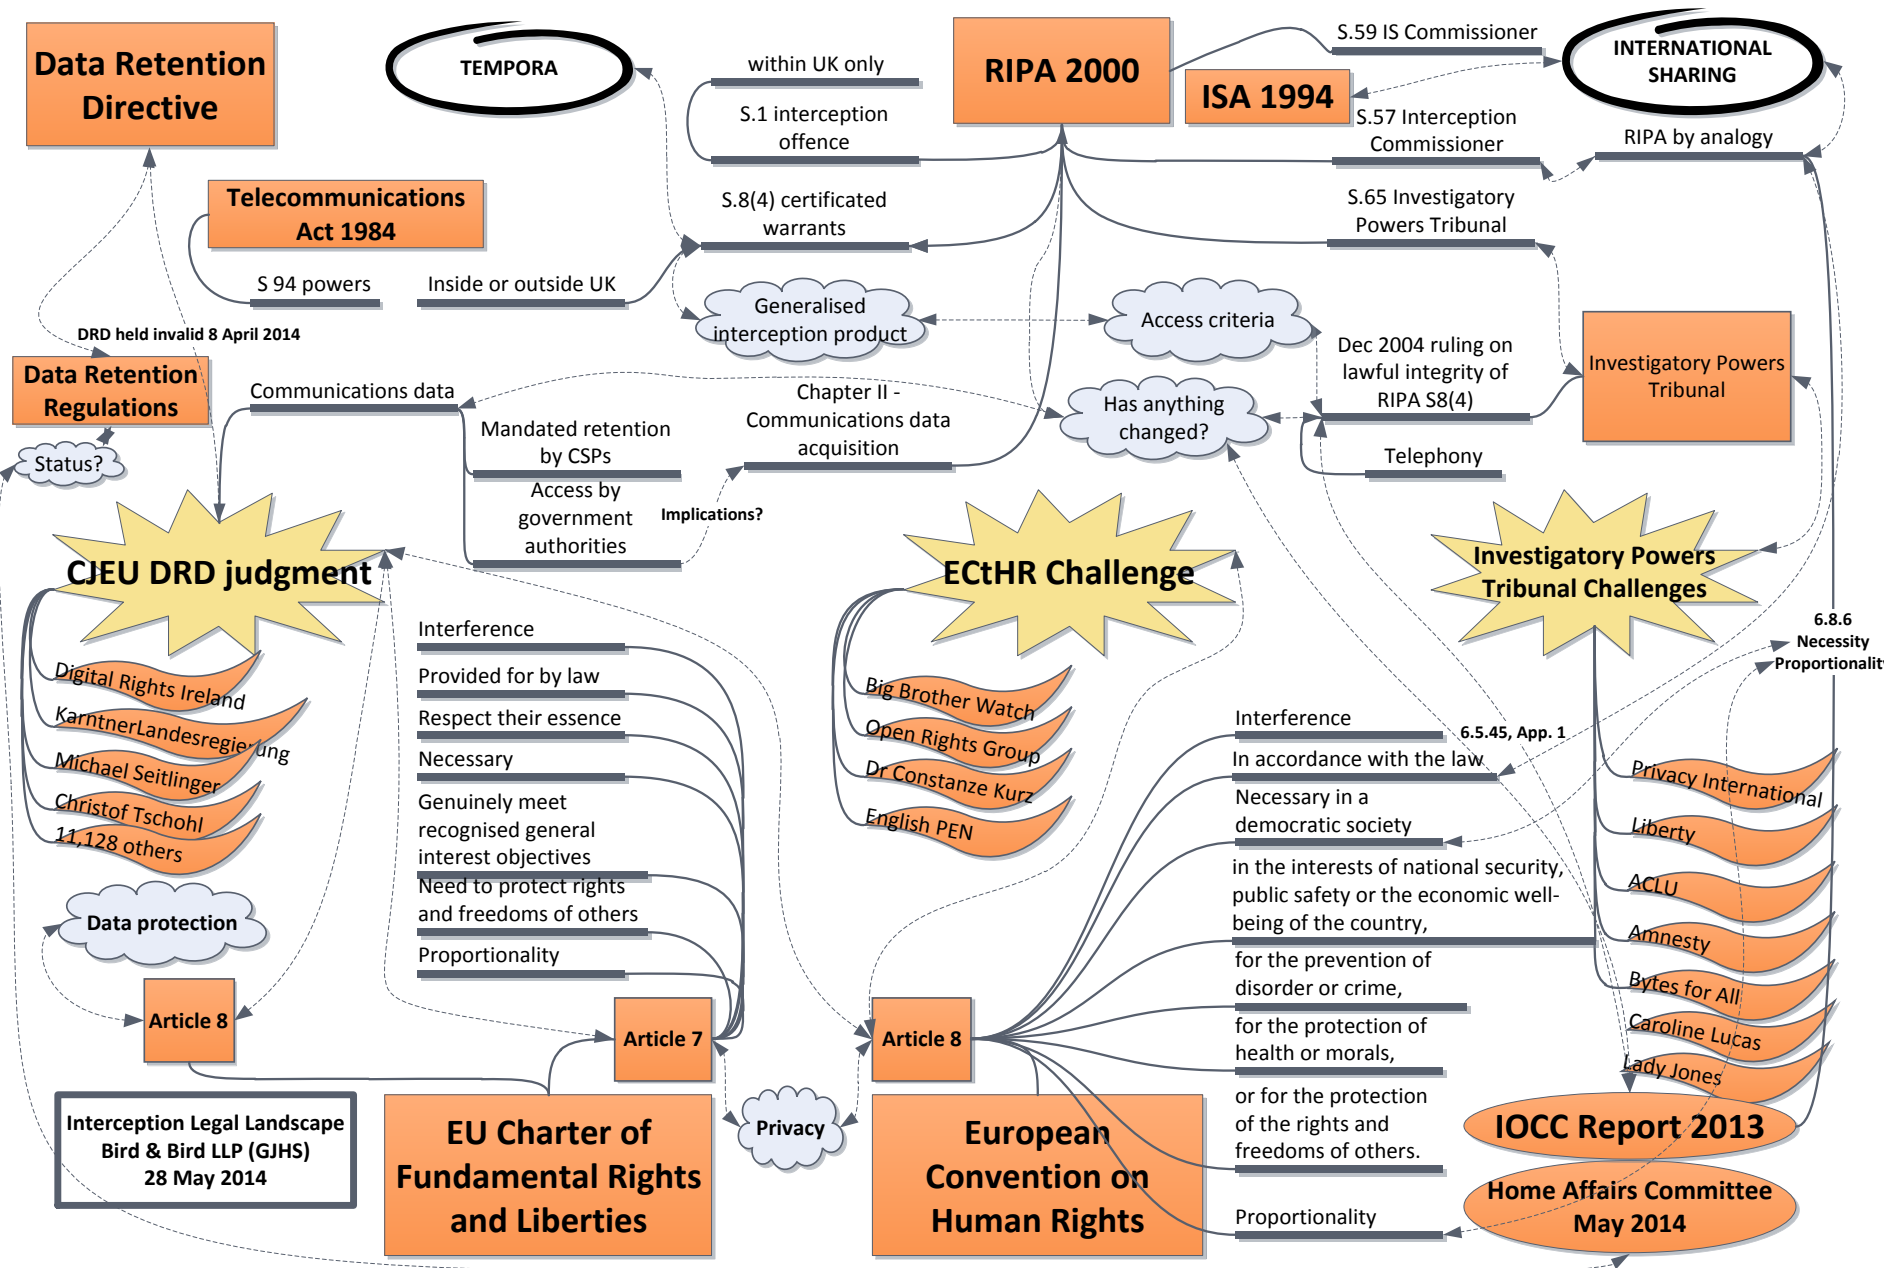 Data Retention
Directive
TEMPORA
within UK only
S.1 interception
offence
RIPA 2000
S.59 IS Commissioner
ISA 1994
INTERNATIONAL
SHARING
S.57 Interception
Commissioner
RIPA by analogy
Telecommunications
Act 1984
S.8(4) certificated
warrants
S.65 Investigatory
Powers Tribunal
S 94 powers
Inside or outside UK
Generalised
interception product
Access criteria
DRD held invalid 8 April 2014
Data Retention
Regulations
Status?
Communications data
Mandated retention
by CSPs
Access by
government
authorities
Implications?
Chapter II -
Communications data
acquisition
Has anything
changed?
Dec 2004 ruling on
lawful integrity of
RIPA S8(4)
Telephony
Investigatory Powers
Tribunal
CJEU DRD judgment
ECtHR Challenge
Investigatory Powers
Tribunal Challenges
Digital Rights Ireland
KarntnerLandesregierung
Michael Seitlinger
Christof Tschohl
11,128 others
Interference
Provided for by law
Respect their essence
Necessary
Genuinely meet
recognised general
interest objectives
Need to protect rights
and freedoms of others
Proportionality
Big Brother Watch
Open Rights Group
Dr Constanze Kurz
English PEN
Interference
6.5.45, App. 1
In accordance with the law
Necessary in a
democratic society
in the interests of national security,
public safety or the economic well-
being of the country,
for the prevention of
disorder or crime,
for the protection of
health or morals,
or for the protection
of the rights and
freedoms of others.
Proportionality
6.8.6
Necessity
Proportionality
Privacy International
Liberty
ACLU
Amnesty
Bytes for All
Caroline Lucas
Lady Jones
Data protection
Article 8
Article 7
Article 8
Privacy
Interception Legal Landscape
Bird & Bird LLP (GJHS)
28 May 2014
EU Charter of
Fundamental Rights
and Liberties
European
Convention on
Human Rights
IOCC Report 2013
Home Affairs Committee
May 2014